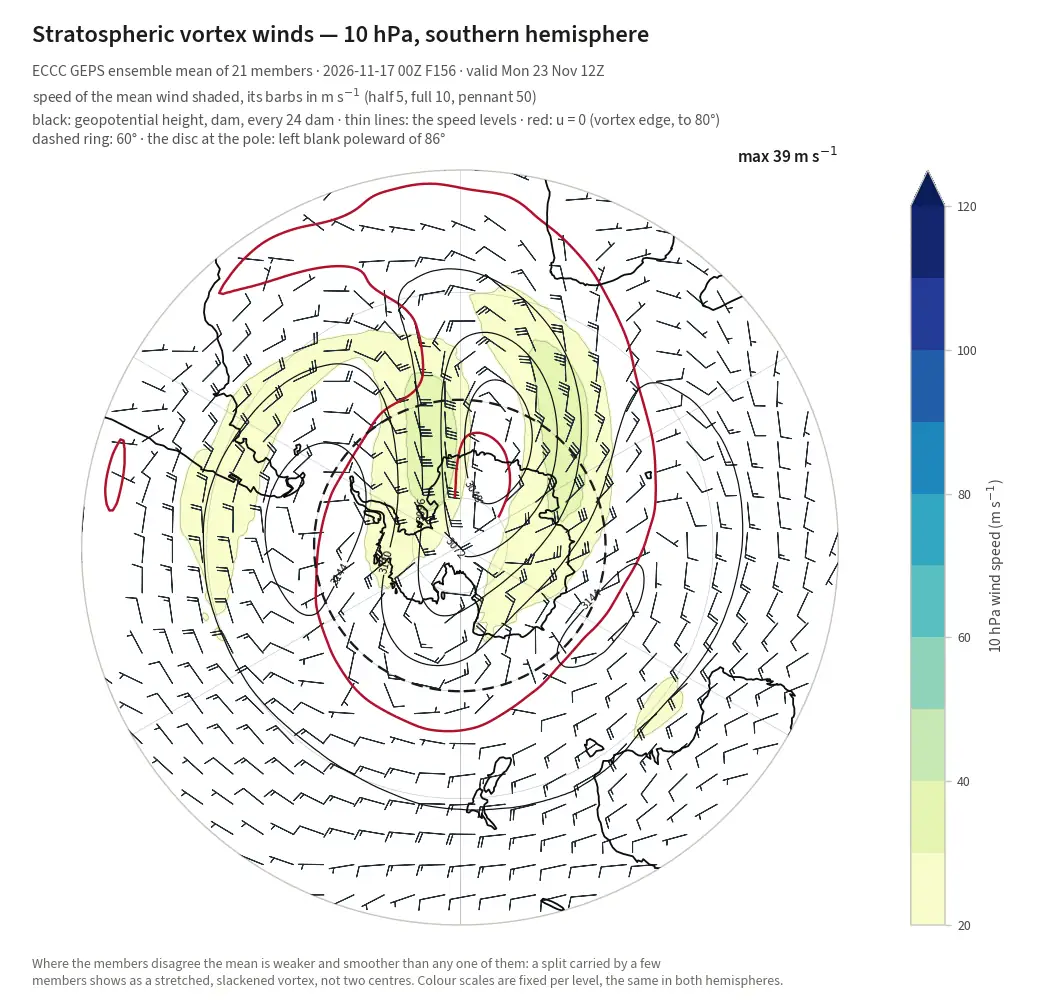 Stratospheric vortex winds — 10 hPa, southern hemisphere
ECCC GEPS ensemble mean of 21 members · 2026-11-17 00Z F156 · valid Mon 23 Nov 12Z
speed of the mean wind shaded, its barbs in m s⁻¹ (half 5, full 10, pennant 50)
black: geopotential height, dam, every 24 dam · thin lines: the speed levels · red: u = 0 (vortex edge, to 80°)
dashed ring: 60° · the disc at the pole: left blank poleward of 86°
max 39 m s⁻¹
120
100
80
60
40
20
10 hPa wind speed (m s⁻¹)
3072
3144
Where the members disagree the mean is weaker and smoother than any one of them: a split carried by a few
members shows as a stretched, slackened vortex, not two centres. Colour scales are fixed per level, the same in both hemispheres.